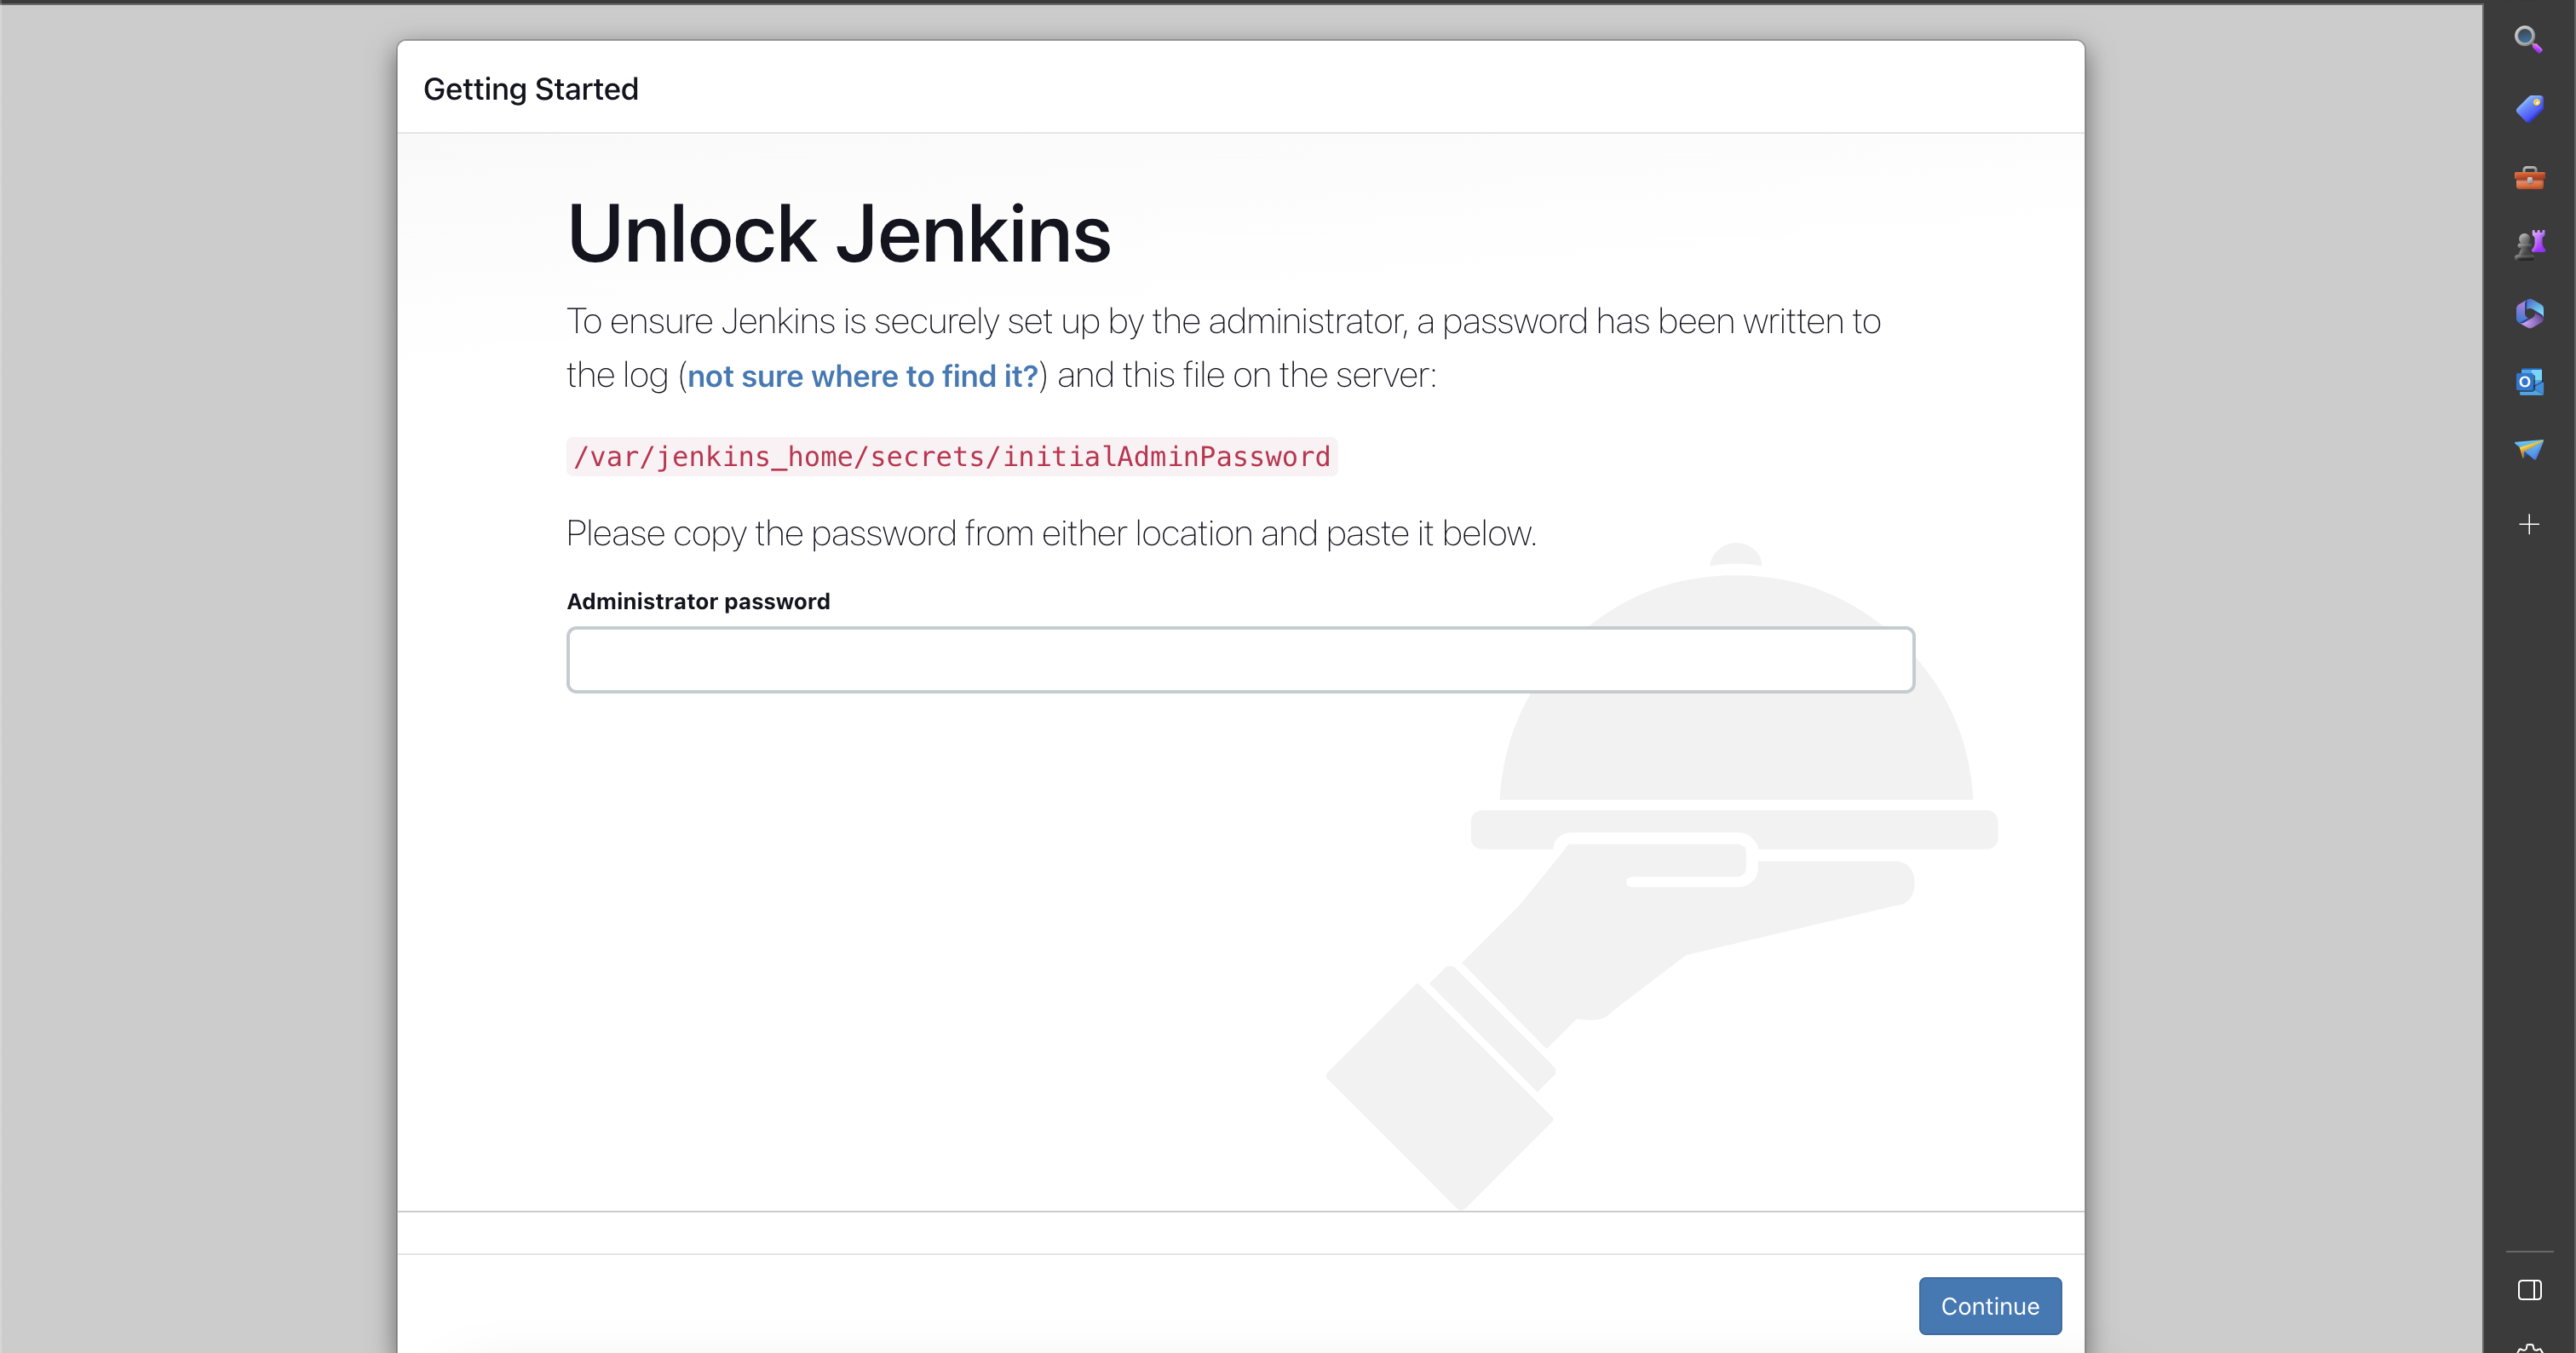 Getting Started
Unlock Jenkins
To ensure Jenkins is securely set up by the administrator, a password has been written to
the log (not sure where to find it?) and this file on the server:
/var/jenkins_home/secrets/initialAdminPassword
Please copy the password from either location and paste it below.
Administrator password
Continue